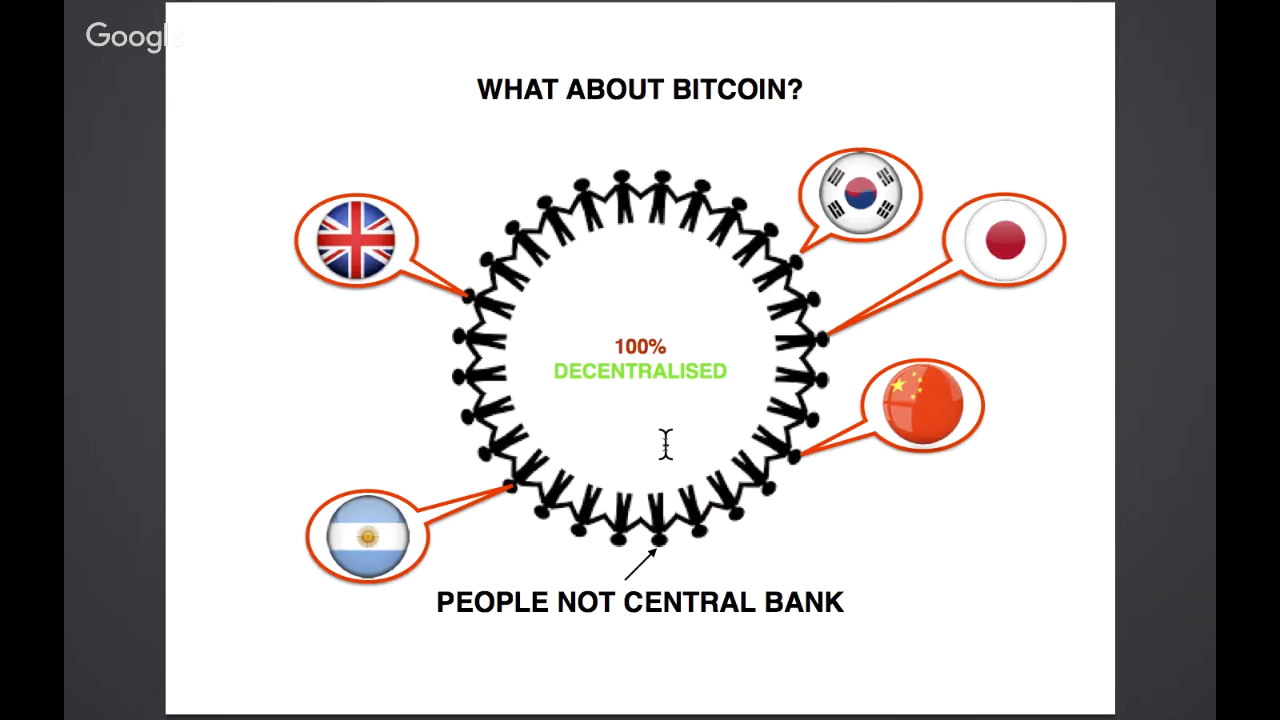 Google
WHAT ABOUT BITCOIN?
100%
DECENTRALISED
PEOPLE NOT CENTRAL BANK